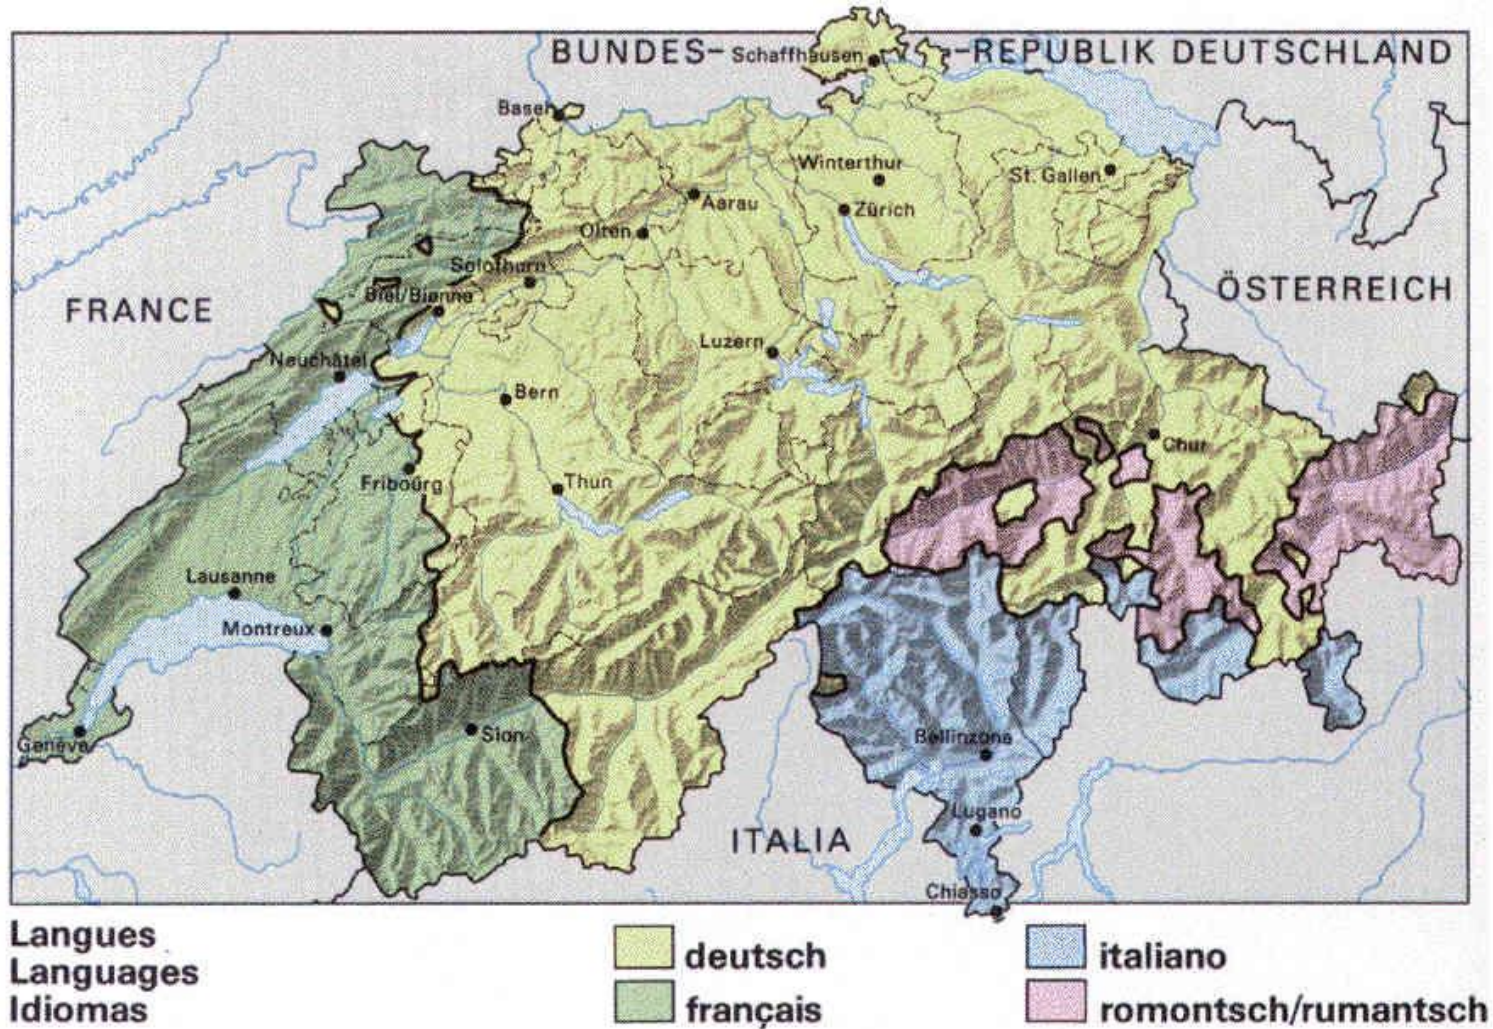 BUNDES-
Schaffhausen
-REPUBLIK DEUTSCHLAND
Basel
Winterthur
St. Gallen
Aarau
Zürich
Olten
Solothurn
ÖSTERREICH
FRANCE
Biel/Bienne
Luzern
Neuchâtel
Bern
Chur
Fribourg
Thun
Lausanne
Montreux
Genève
Sion
Bellinzona
Lugano
ITALIA
Chiasso
Langues
Languages
Idiomas
deutsch
français
italiano
romontsch/rumantsch